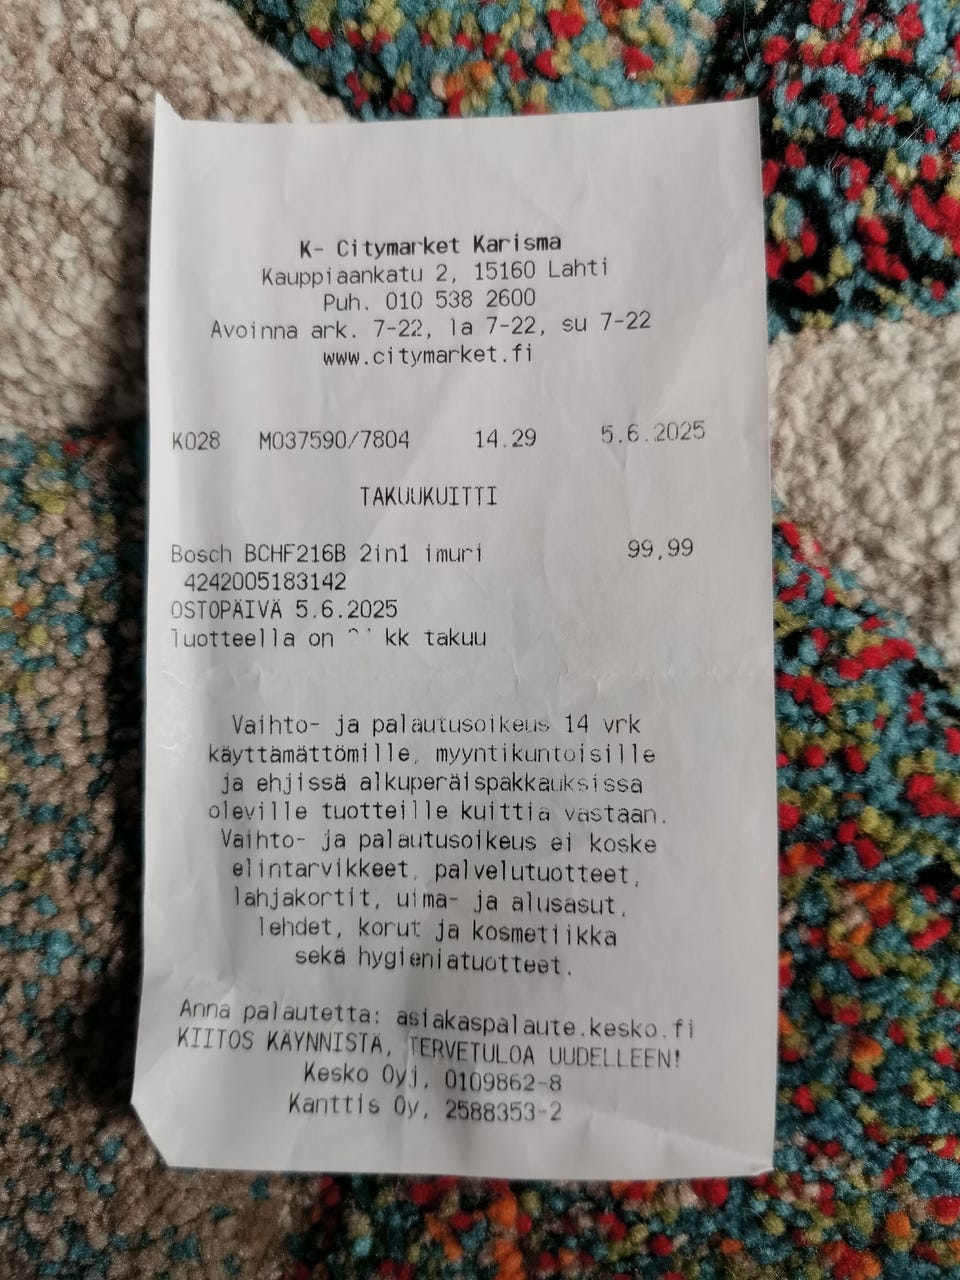 K- Citymarket Karisma
Kauppiaankatu 2, 15160 Lahti
Puh. 010 538 2600
Avoinna ark. 7-22, la 7-22, su 7-22
www.citymarket.fi
K028 M037590/7804 14.29 5.6.2025
TAKUUKUITTI
Bosch BCHF216B 2in1 imuri 99,99
4242005183142
OSTOPÄIVÄ 5.6.2025
luotteella on kk takuu
Vaihto- ja palautusoikeus 14 vrk
käyttämättömille, myyntikuntoisille
ja ehjissä alkuperäispakkauksissa
oleville tuotteille kuittia vastaan.
Vaihto- ja palautusoikeus ei koske
elintarvikkeet, palvelutuotteet,
lahjakortit, uima- ja alusasut,
lehdet, korut ja kosmetiikka
sekä hygieniatuotteet.
Anna palautetta: asiakaspalaute.kesko.fi
KIITOS KÄYNNISTÄ, TERVETULOA UUDELLEEN!
Kesko Oyj, 0109862-8
Kanttis Oy, 2588353-2